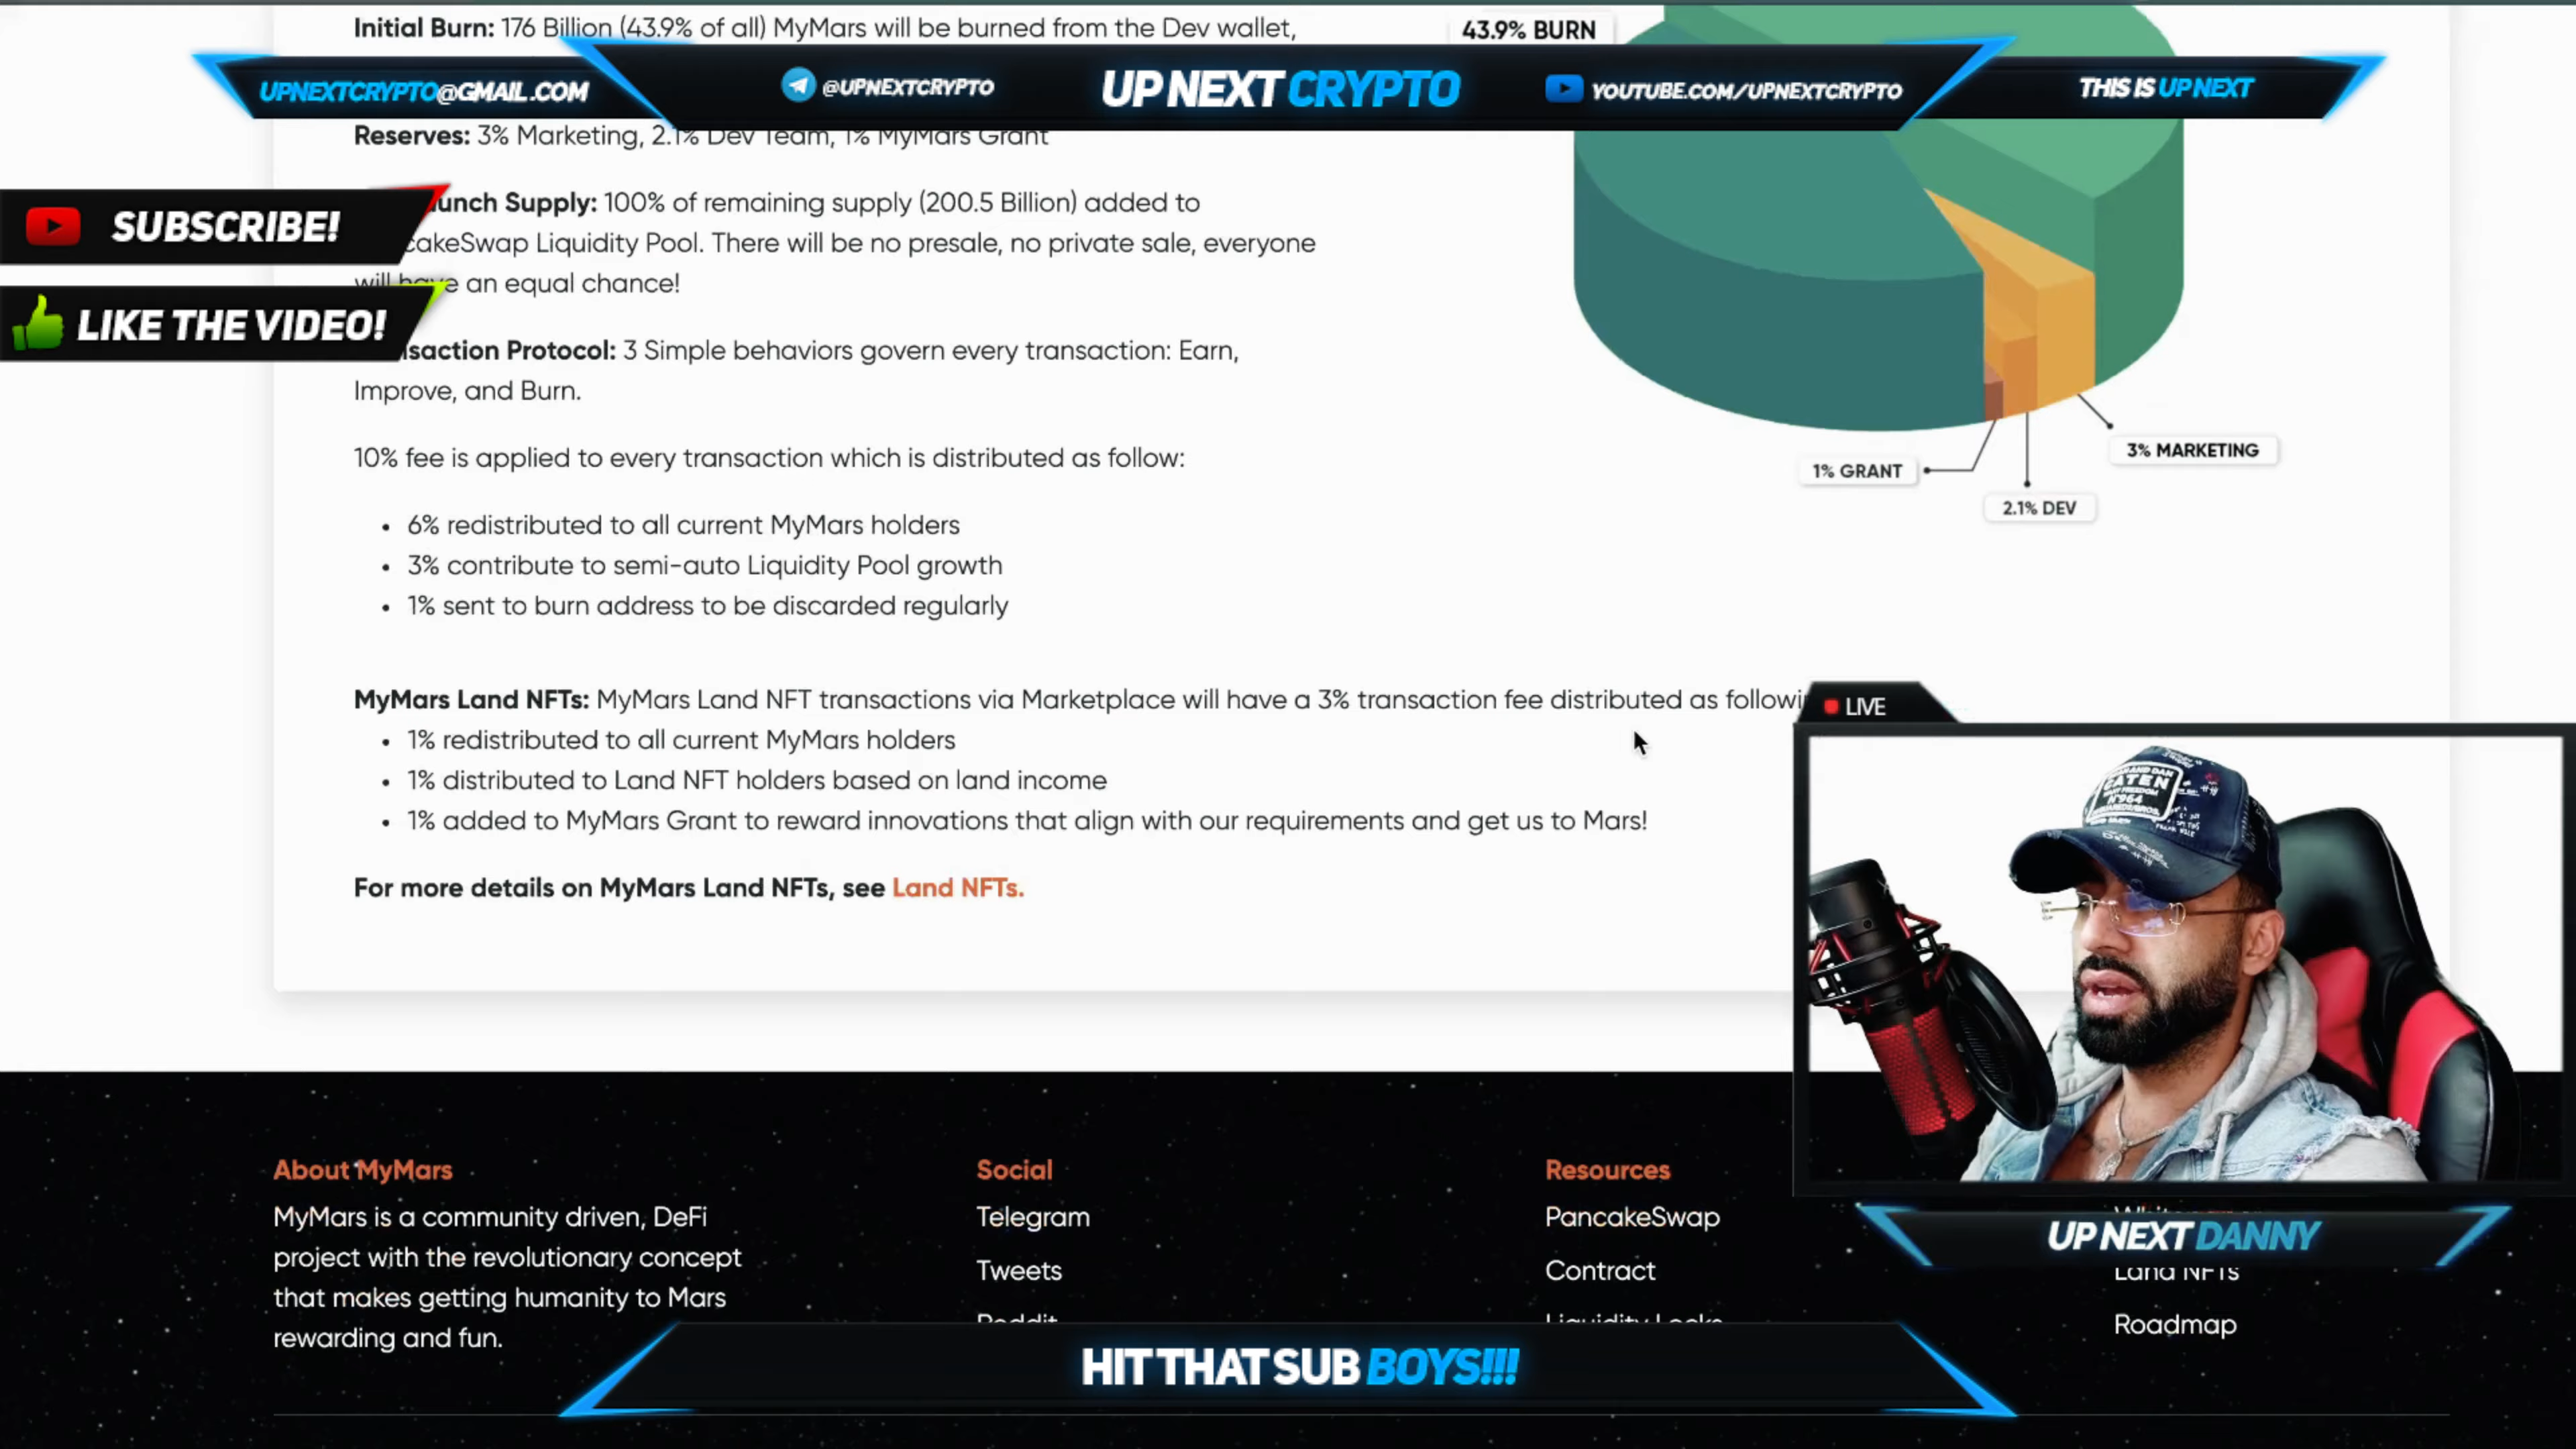 Initial Burn: 176 Billion (43.9% of all) MyMars will be burned from the Dev wallet,
43.9% BURN
UPNEXTCRYPTO@GMAIL.COM
@UPNEXTCRYPTO
UP NEXT CRYPTO
YOUTUBE.COM/UPNEXTCRYPTO
THIS IS UP NEXT
Reserves: 3% Marketing, 2.1% Dev Team, 1% MyMars Grant
SUBSCRIBE!
unch Supply: 100% of remaining supply (200.5 Billion) added to
cakeSwap Liquidity Pool. There will be no presale, no private sale, everyone
will have an equal chance!
LIKE THE VIDEO!
saction Protocol: 3 Simple behaviors govern every transaction: Earn,
Improve, and Burn.
10% fee is applied to every transaction which is distributed as follow:
3% MARKETING
1% GRANT
2.1% DEV
• 6% redistributed to all current MyMars holders
• 3% contribute to semi-auto Liquidity Pool growth
• 1% sent to burn address to be discarded regularly
MyMars Land NFTs: MyMars Land NFT transactions via Marketplace will have a 3% transaction fee distributed as followi
LIVE
• 1% redistributed to all current MyMars holders
• 1% distributed to Land NFT holders based on land income
• 1% added to MyMars Grant to reward innovations that align with our requirements and get us to Mars!
For more details on MyMars Land NFTs, see Land NFTs.
About MyMars
MyMars is a community driven, DeFi
project with the revolutionary concept
that makes getting humanity to Mars
rewarding and fun.
Social
Telegram
Tweets
Reddit
Resources
PancakeSwap
Contract
Liquidity Locks
UP NEXT DANNY
Land NFTs
Roadmap
HIT THAT SUB BOYS!!!